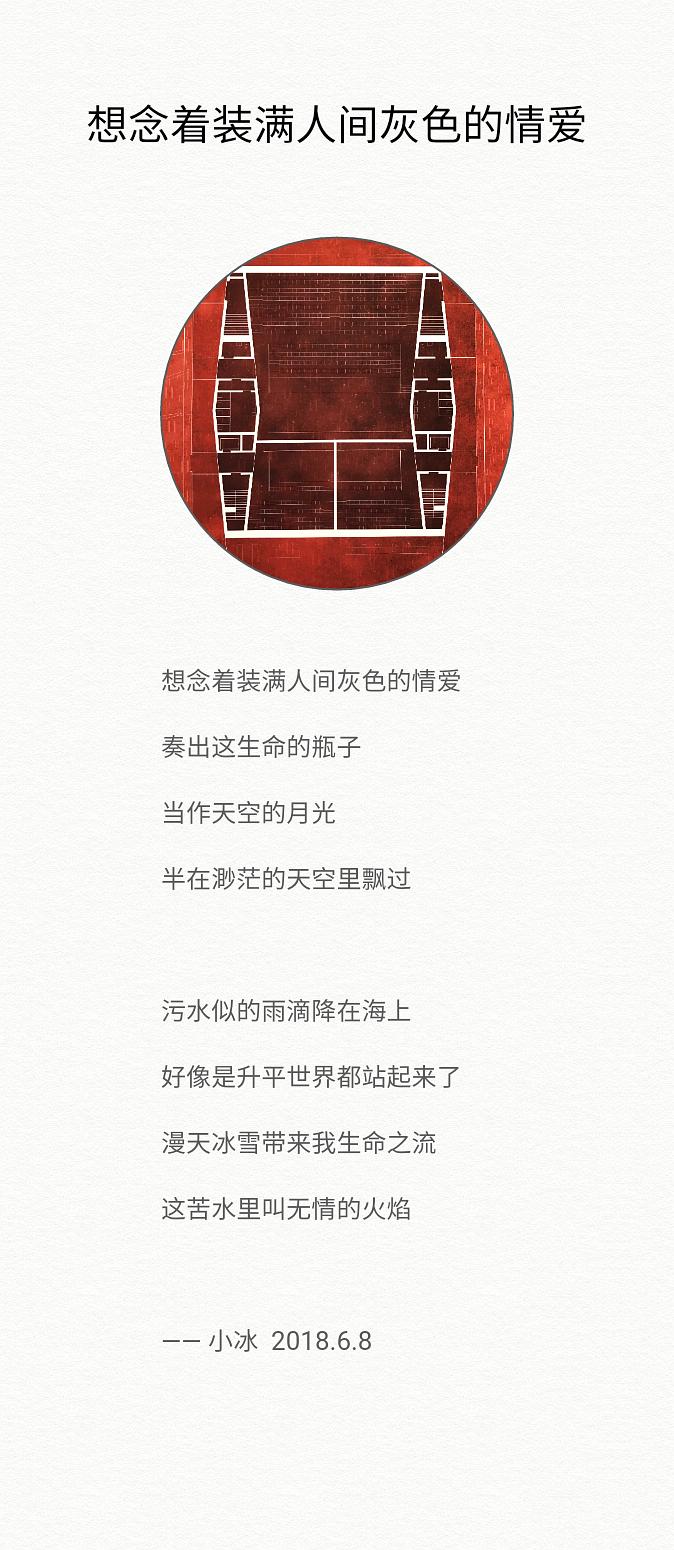 想念着装满人间灰色的情爱
想念着装满人间灰色的情爱
奏出这生命的瓶子
当作天空的月光
半在渺茫的天空里飘过
污水似的雨滴降在海上
好像是升平世界都站起来了
漫天冰雪带来我生命之流
这苦水里叫无情的火焰
—— 小冰 2018.6.8